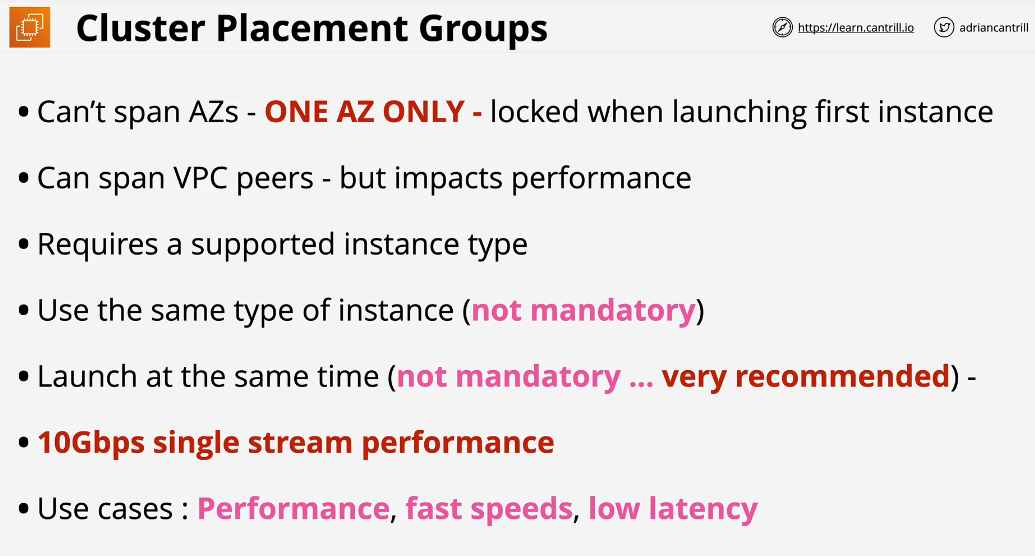 Cluster Placement Groups
https://learn.cantrill.io
adriancantrill
• Can’t span AZs - ONE AZ ONLY - locked when launching first instance
• Can span VPC peers - but impacts performance
• Requires a supported instance type
• Use the same type of instance (not mandatory)
• Launch at the same time (not mandatory ... very recommended) -
• 10Gbps single stream performance
• Use cases : Performance, fast speeds, low latency